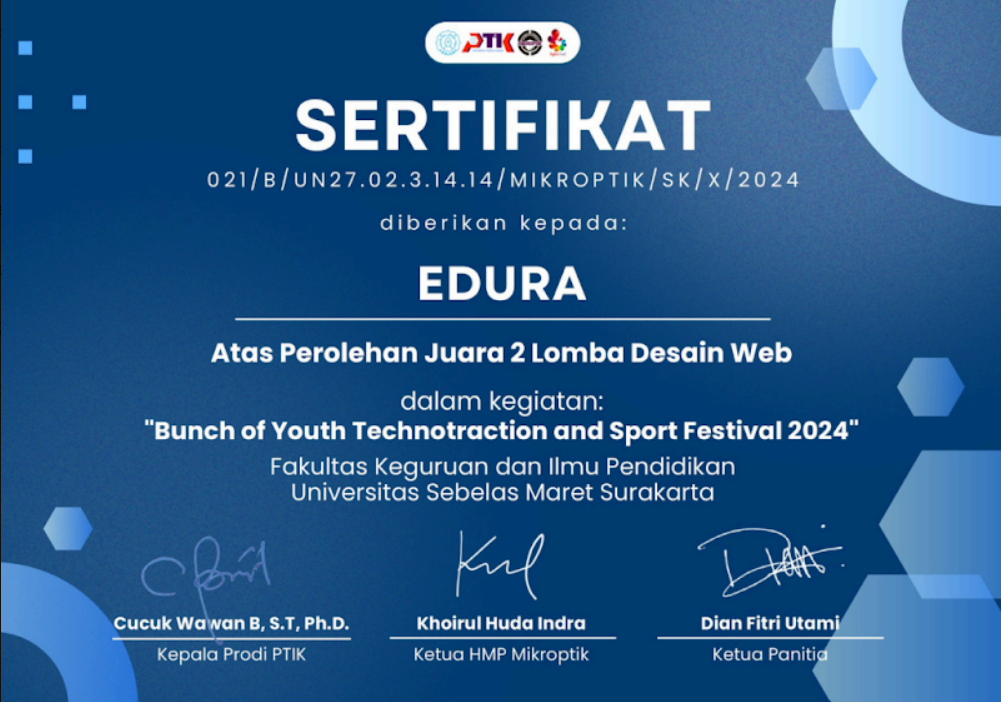 PTIK
SERTIFIKAT
021/B/UN27.02.3.14.14/MIKROPTIK/SK/X/2024
diberikan kepada:
EDURA
Atas Perolehan Juara 2 Lomba Desain Web
dalam kegiatan:
"Bunch of Youth Technotraction and Sport Festival 2024"
Fakultas Keguruan dan Ilmu Pendidikan
Universitas Sebelas Maret Surakarta
Cucuk Wawan B, S.T, Ph.D.
Kepala Prodi PTIK
Khoirul Huda Indra
Ketua HMP Mikroptik
Dian Fitri Utami
Ketua Panitia